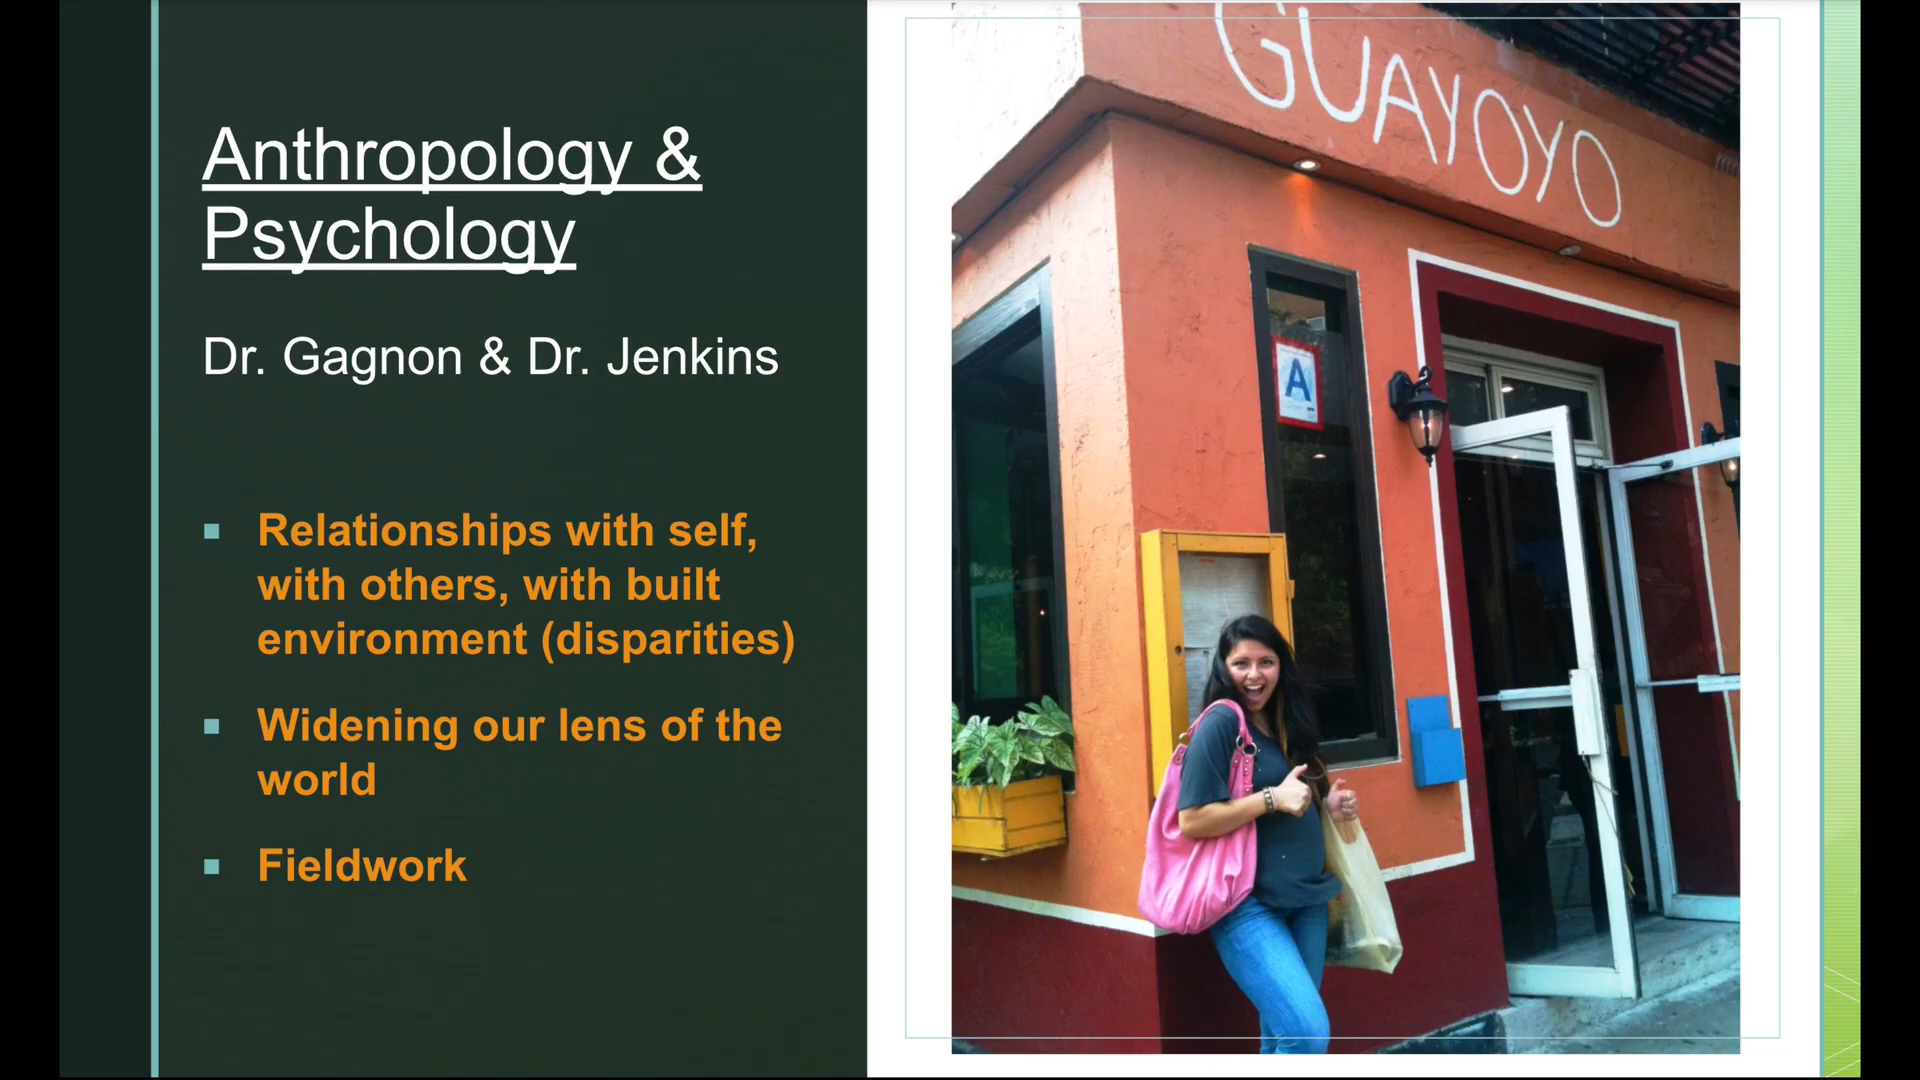 Anthropology &
Psychology
Dr. Gagnon & Dr. Jenkins
Relationships with self,
with others, with built
environment (disparities)
Widening our lens of the
world
Fieldwork
GUAYOYO
A